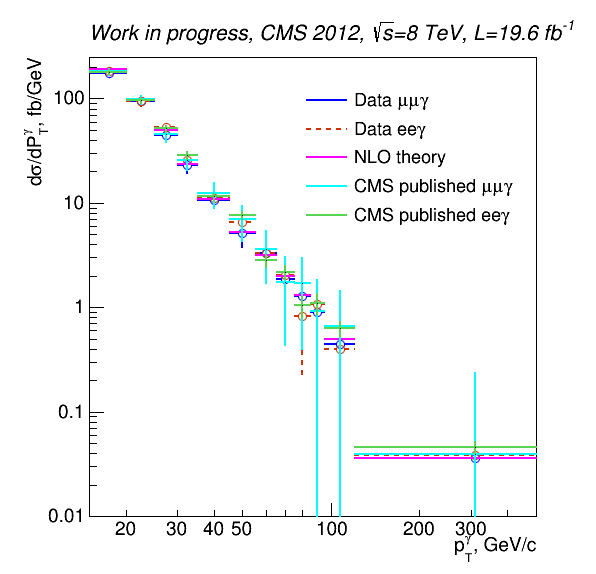 Work in progress, CMS 2012, √s=8 TeV, L=19.6 fb⁻¹
dσ/dP_T^γ, fb/GeV
100
10
1
0.1
0.01
Data μμγ
Data eeγ
NLO theory
CMS published μμγ
CMS published eeγ
20 30 40 50 100 200 300
p_T^γ, GeV/c